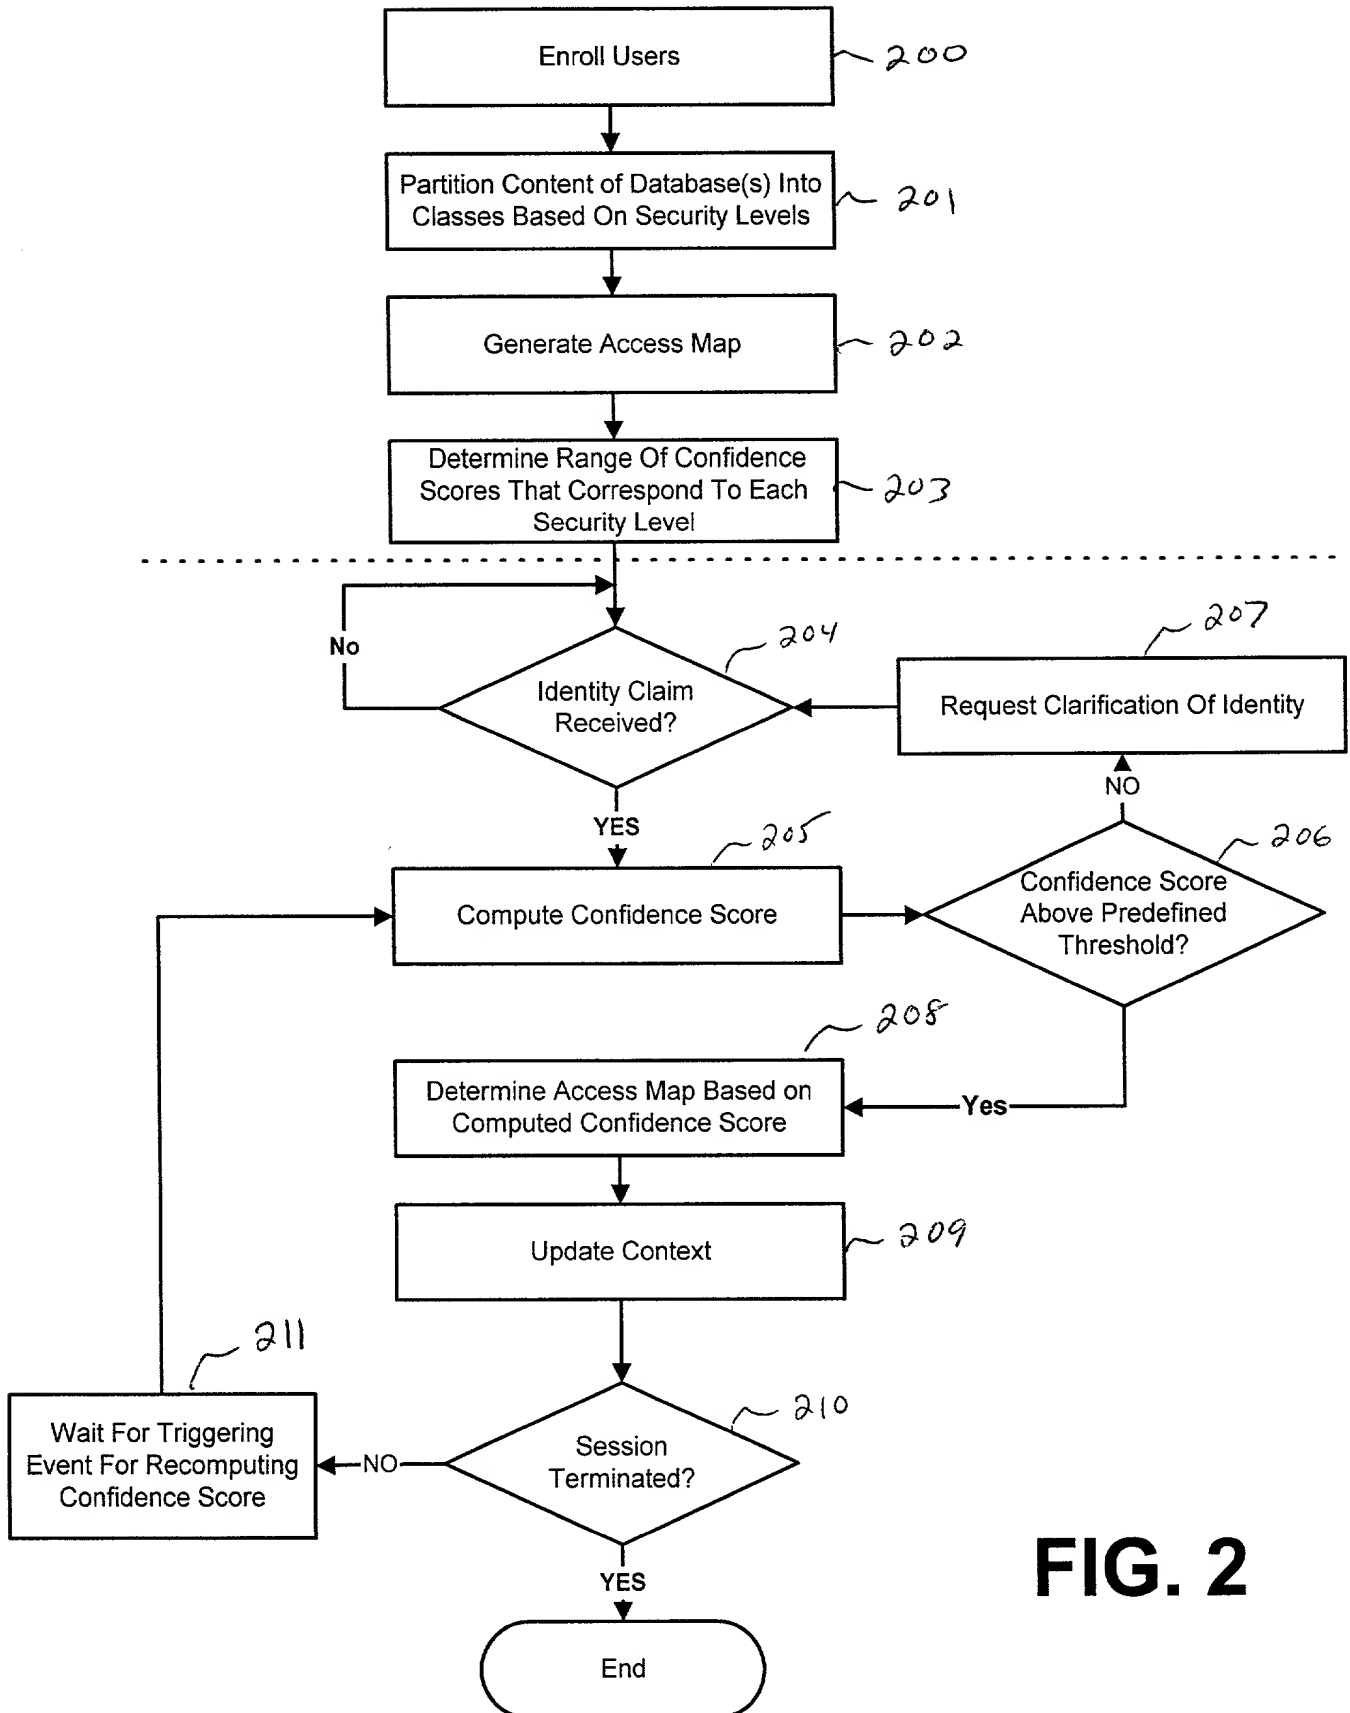 Enroll Users
200
Partition Content of Database(s) Into
Classes Based On Security Levels
201
Generate Access Map
202
Determine Range Of Confidence
Scores That Correspond To Each
Security Level
203
No
204
Identity Claim
Received?
207
Request Clarification Of Identity
NO
YES
205
206
Compute Confidence Score
Confidence Score
Above Predefined
Threshold?
208
Determine Access Map Based on
Computed Confidence Score
Yes
Update Context
209
211
Wait For Triggering
Event For Recomputing
Confidence Score
NO
210
Session
Terminated?
YES
End
FIG. 2